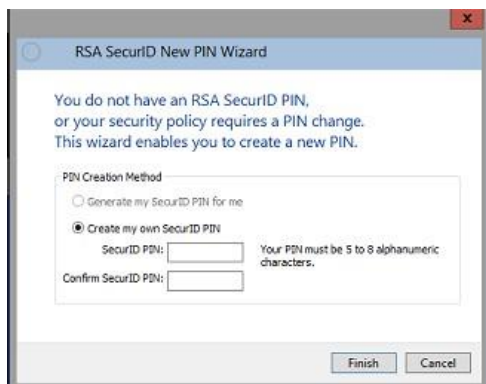 x
RSA SecurID New PIN Wizard
You do not have an RSA SecurID PIN,
or your security policy requires a PIN change.
This wizard enables you to create a new PIN.
PIN Creation Method
Generate my SecurID PIN for me
Create my own SecurID PIN
SecurID PIN:
Your PIN must be 5 to 8 alphanumeric
characters.
Confirm SecurID PIN:
Finish Cancel